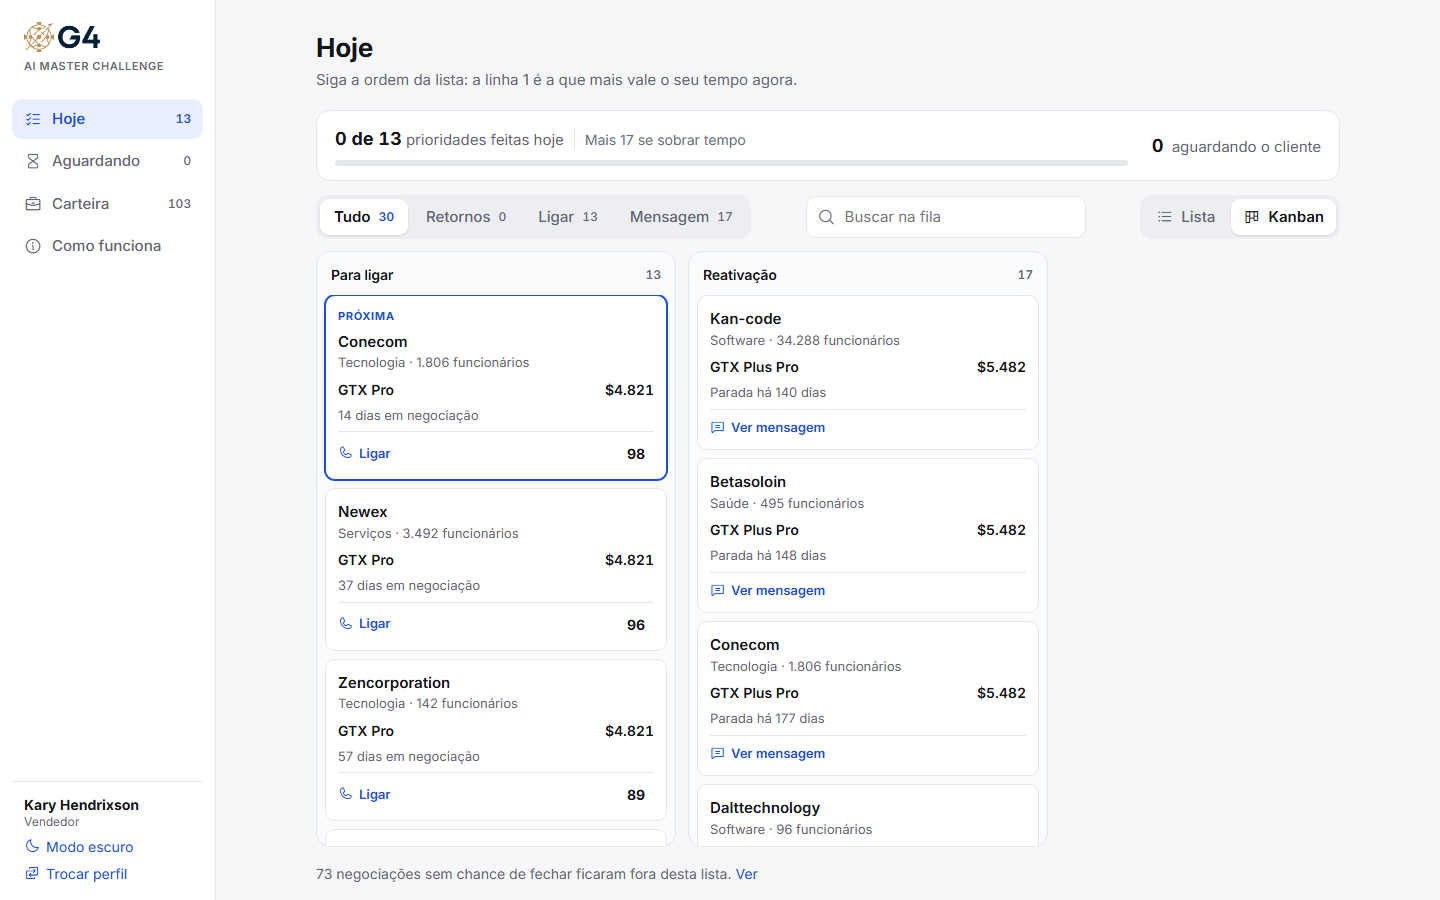 G4
AI MASTER CHALLENGE
Hoje 13
Aguardando 0
Carteira 103
Como funciona
Kary Hendrixson
Vendedor
Modo escuro
Trocar perfil
Hoje
Siga a ordem da lista: a linha 1 é a que mais vale o seu tempo agora.
0 de 13 prioridades feitas hoje Mais 17 se sobrar tempo
0 aguardando o cliente
Tudo 30 Retornos 0 Ligar 13 Mensagem 17
Buscar na fila
Lista Kanban
Para ligar 13
PRÓXIMA
Conecom
Tecnologia · 1.806 funcionários
GTX Pro $4.821
14 dias em negociação
Ligar 98
Newex
Serviços · 3.492 funcionários
GTX Pro $4.821
37 dias em negociação
Ligar 96
Zencorporation
Tecnologia · 142 funcionários
GTX Pro $4.821
57 dias em negociação
Ligar 89
Reativação 17
Kan-code
Software · 34.288 funcionários
GTX Plus Pro $5.482
Parada há 140 dias
Ver mensagem
Betasoloin
Saúde · 495 funcionários
GTX Plus Pro $5.482
Parada há 148 dias
Ver mensagem
Conecom
Tecnologia · 1.806 funcionários
GTX Plus Pro $5.482
Parada há 177 dias
Ver mensagem
Dalttechnology
Software · 96 funcionários
73 negociações sem chance de fechar ficaram fora desta lista. Ver